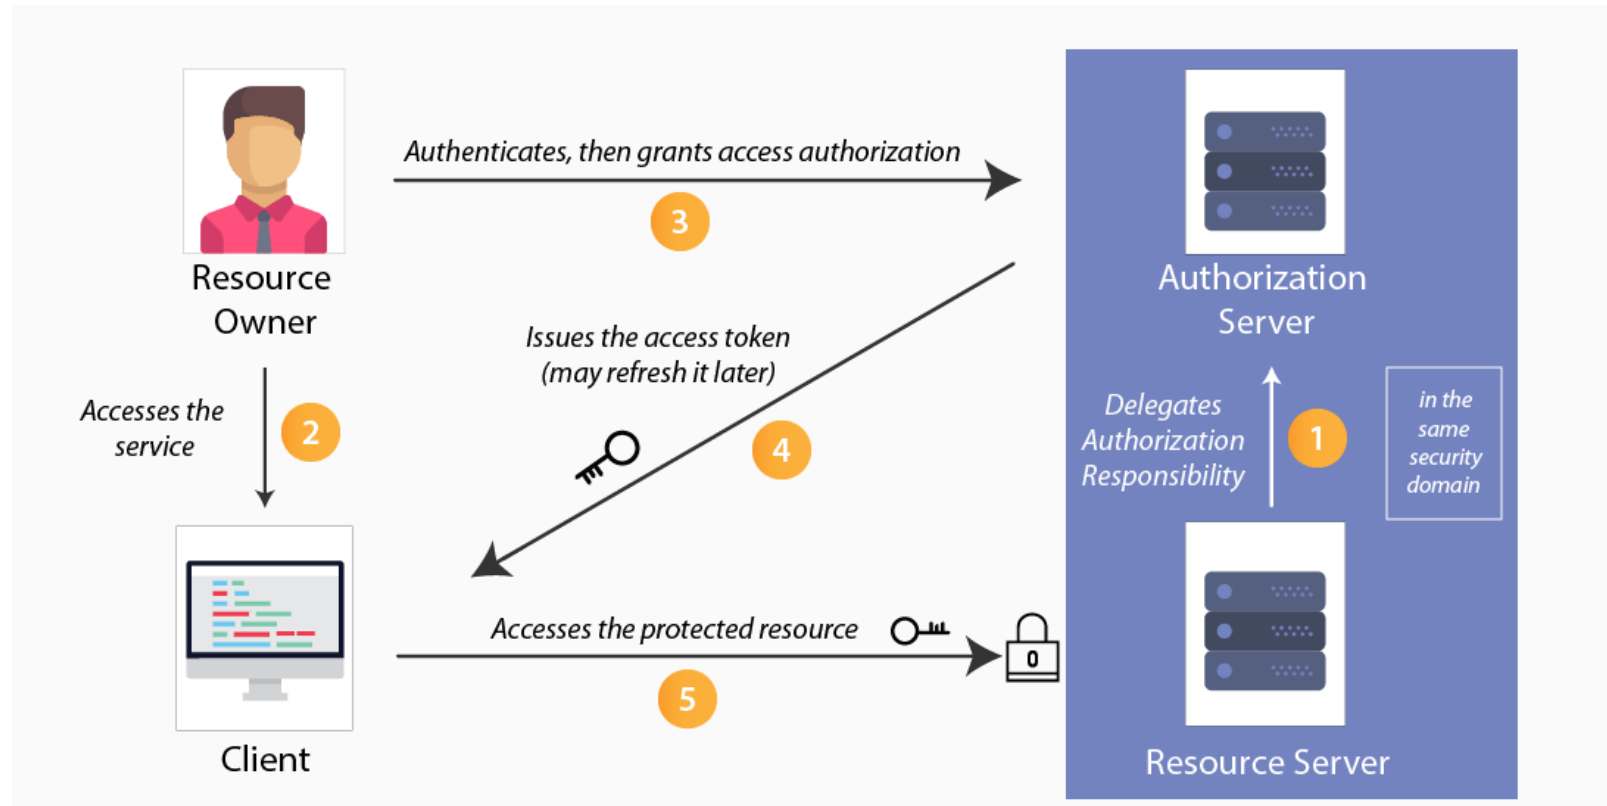 Authenticates, then grants access authorization
3
Resource
Owner
Authorization
Server
Issues the access token
(may refresh it later)
4
Accesses the
service
2
Delegates
Authorization
Responsibility
1
in the
same
security
domain
Accesses the protected resource
5
Client
Resource Server